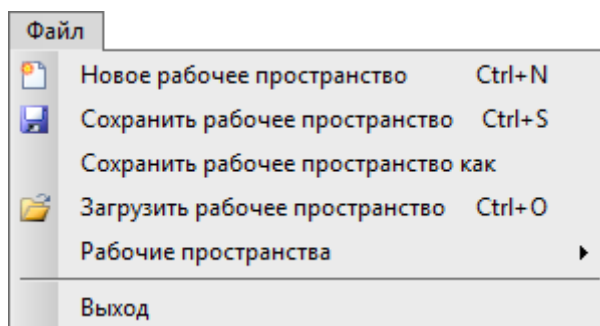 Файл
Новое рабочее пространство Ctrl+N
Сохранить рабочее пространство Ctrl+S
Сохранить рабочее пространство как
Загрузить рабочее пространство Ctrl+O
Рабочие пространства
Выход